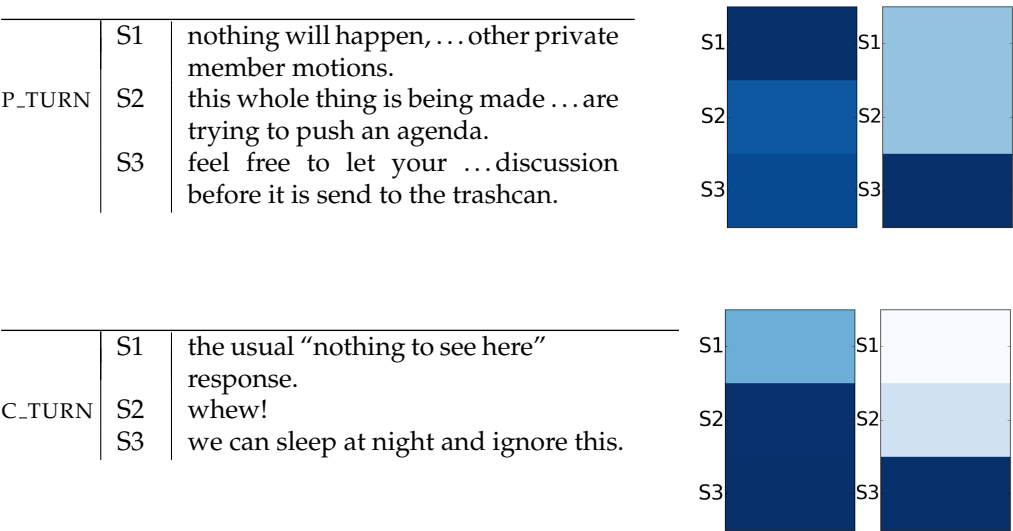 S1 nothing will happen, ... other private
member motions.
P_TURN S2 this whole thing is being made ... are
trying to push an agenda.
S3 feel free to let your ... discussion
before it is send to the trashcan.
S1 S1
S2 S2
S3 S3
S1 the usual “nothing to see here”
response.
C_TURN S2 whew!
S3 we can sleep at night and ignore this.
S1 S1
S2 S2
S3 S3